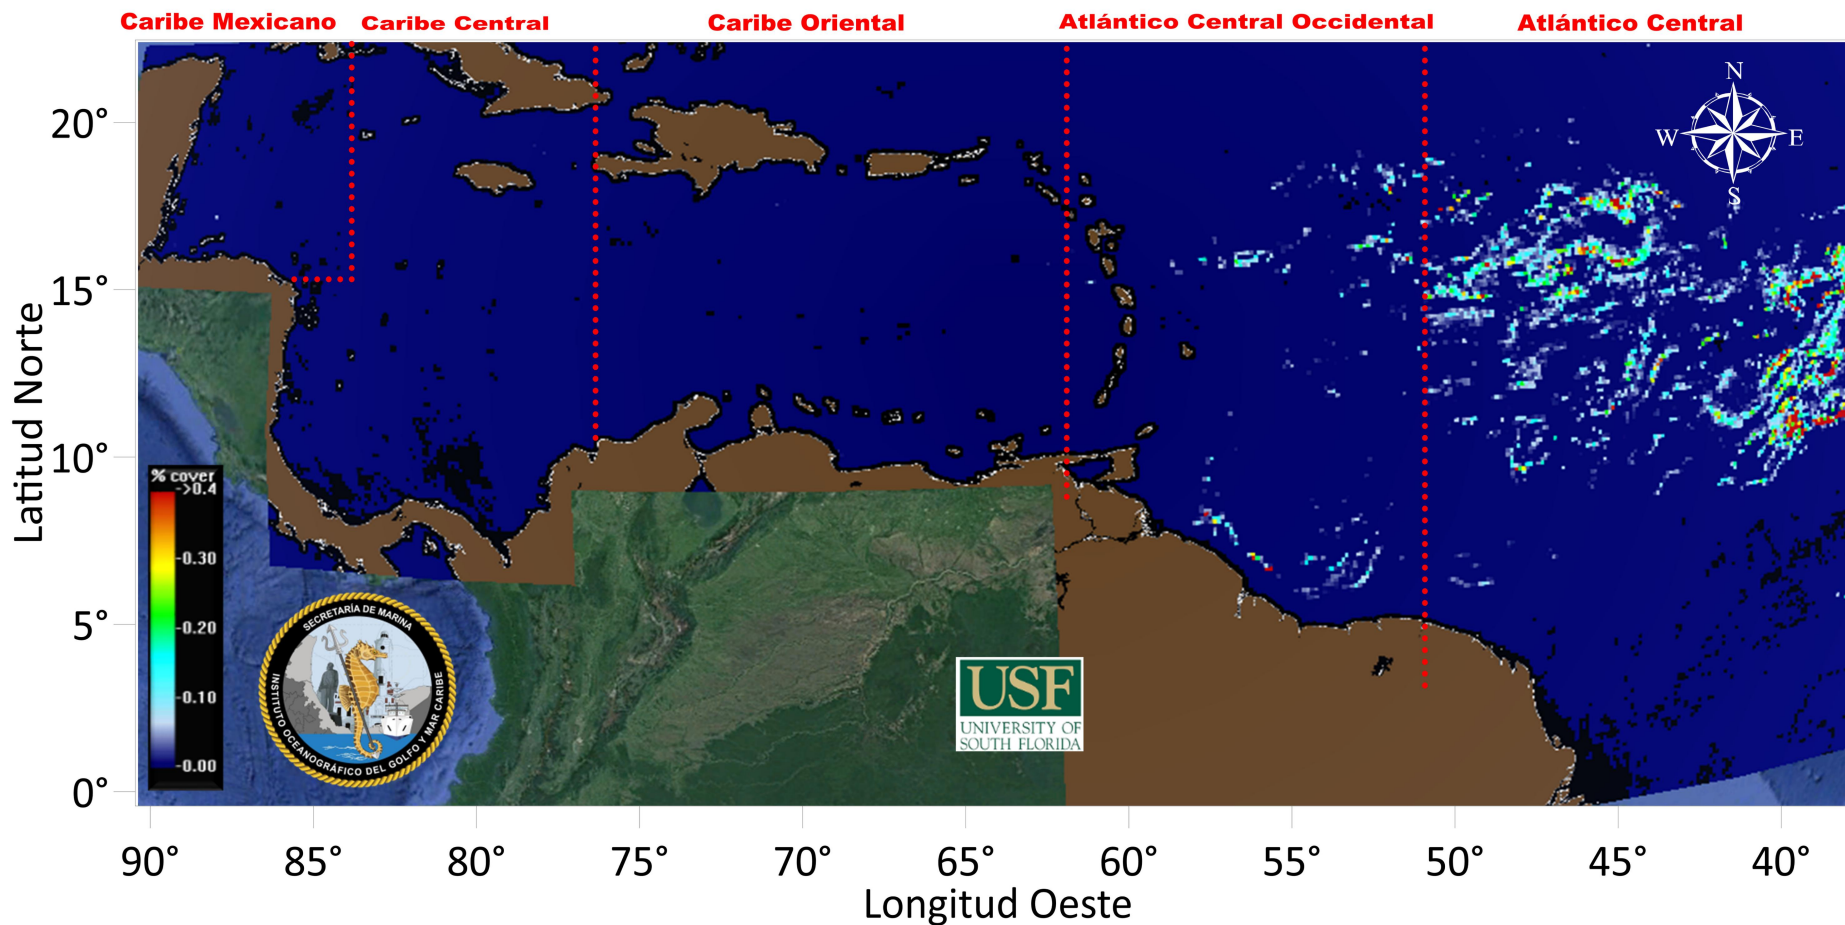 Caribe Mexicano
Caribe Central
Caribe Oriental
Atlántico Central Occidental
Atlántico Central
N
W
E
S
20°
15°
10°
5°
0°
Latitud Norte
% cover
->0.4
-0.30
-0.20
-0.10
-0.00
SECRETARÍA DE MARINA
INSTITUTO OCEANOGRÁFICO DEL GOLFO Y MAR CARIBE
USF
UNIVERSITY OF
SOUTH FLORIDA
90°
85°
80°
75°
70°
65°
60°
55°
50°
45°
40°
Longitud Oeste